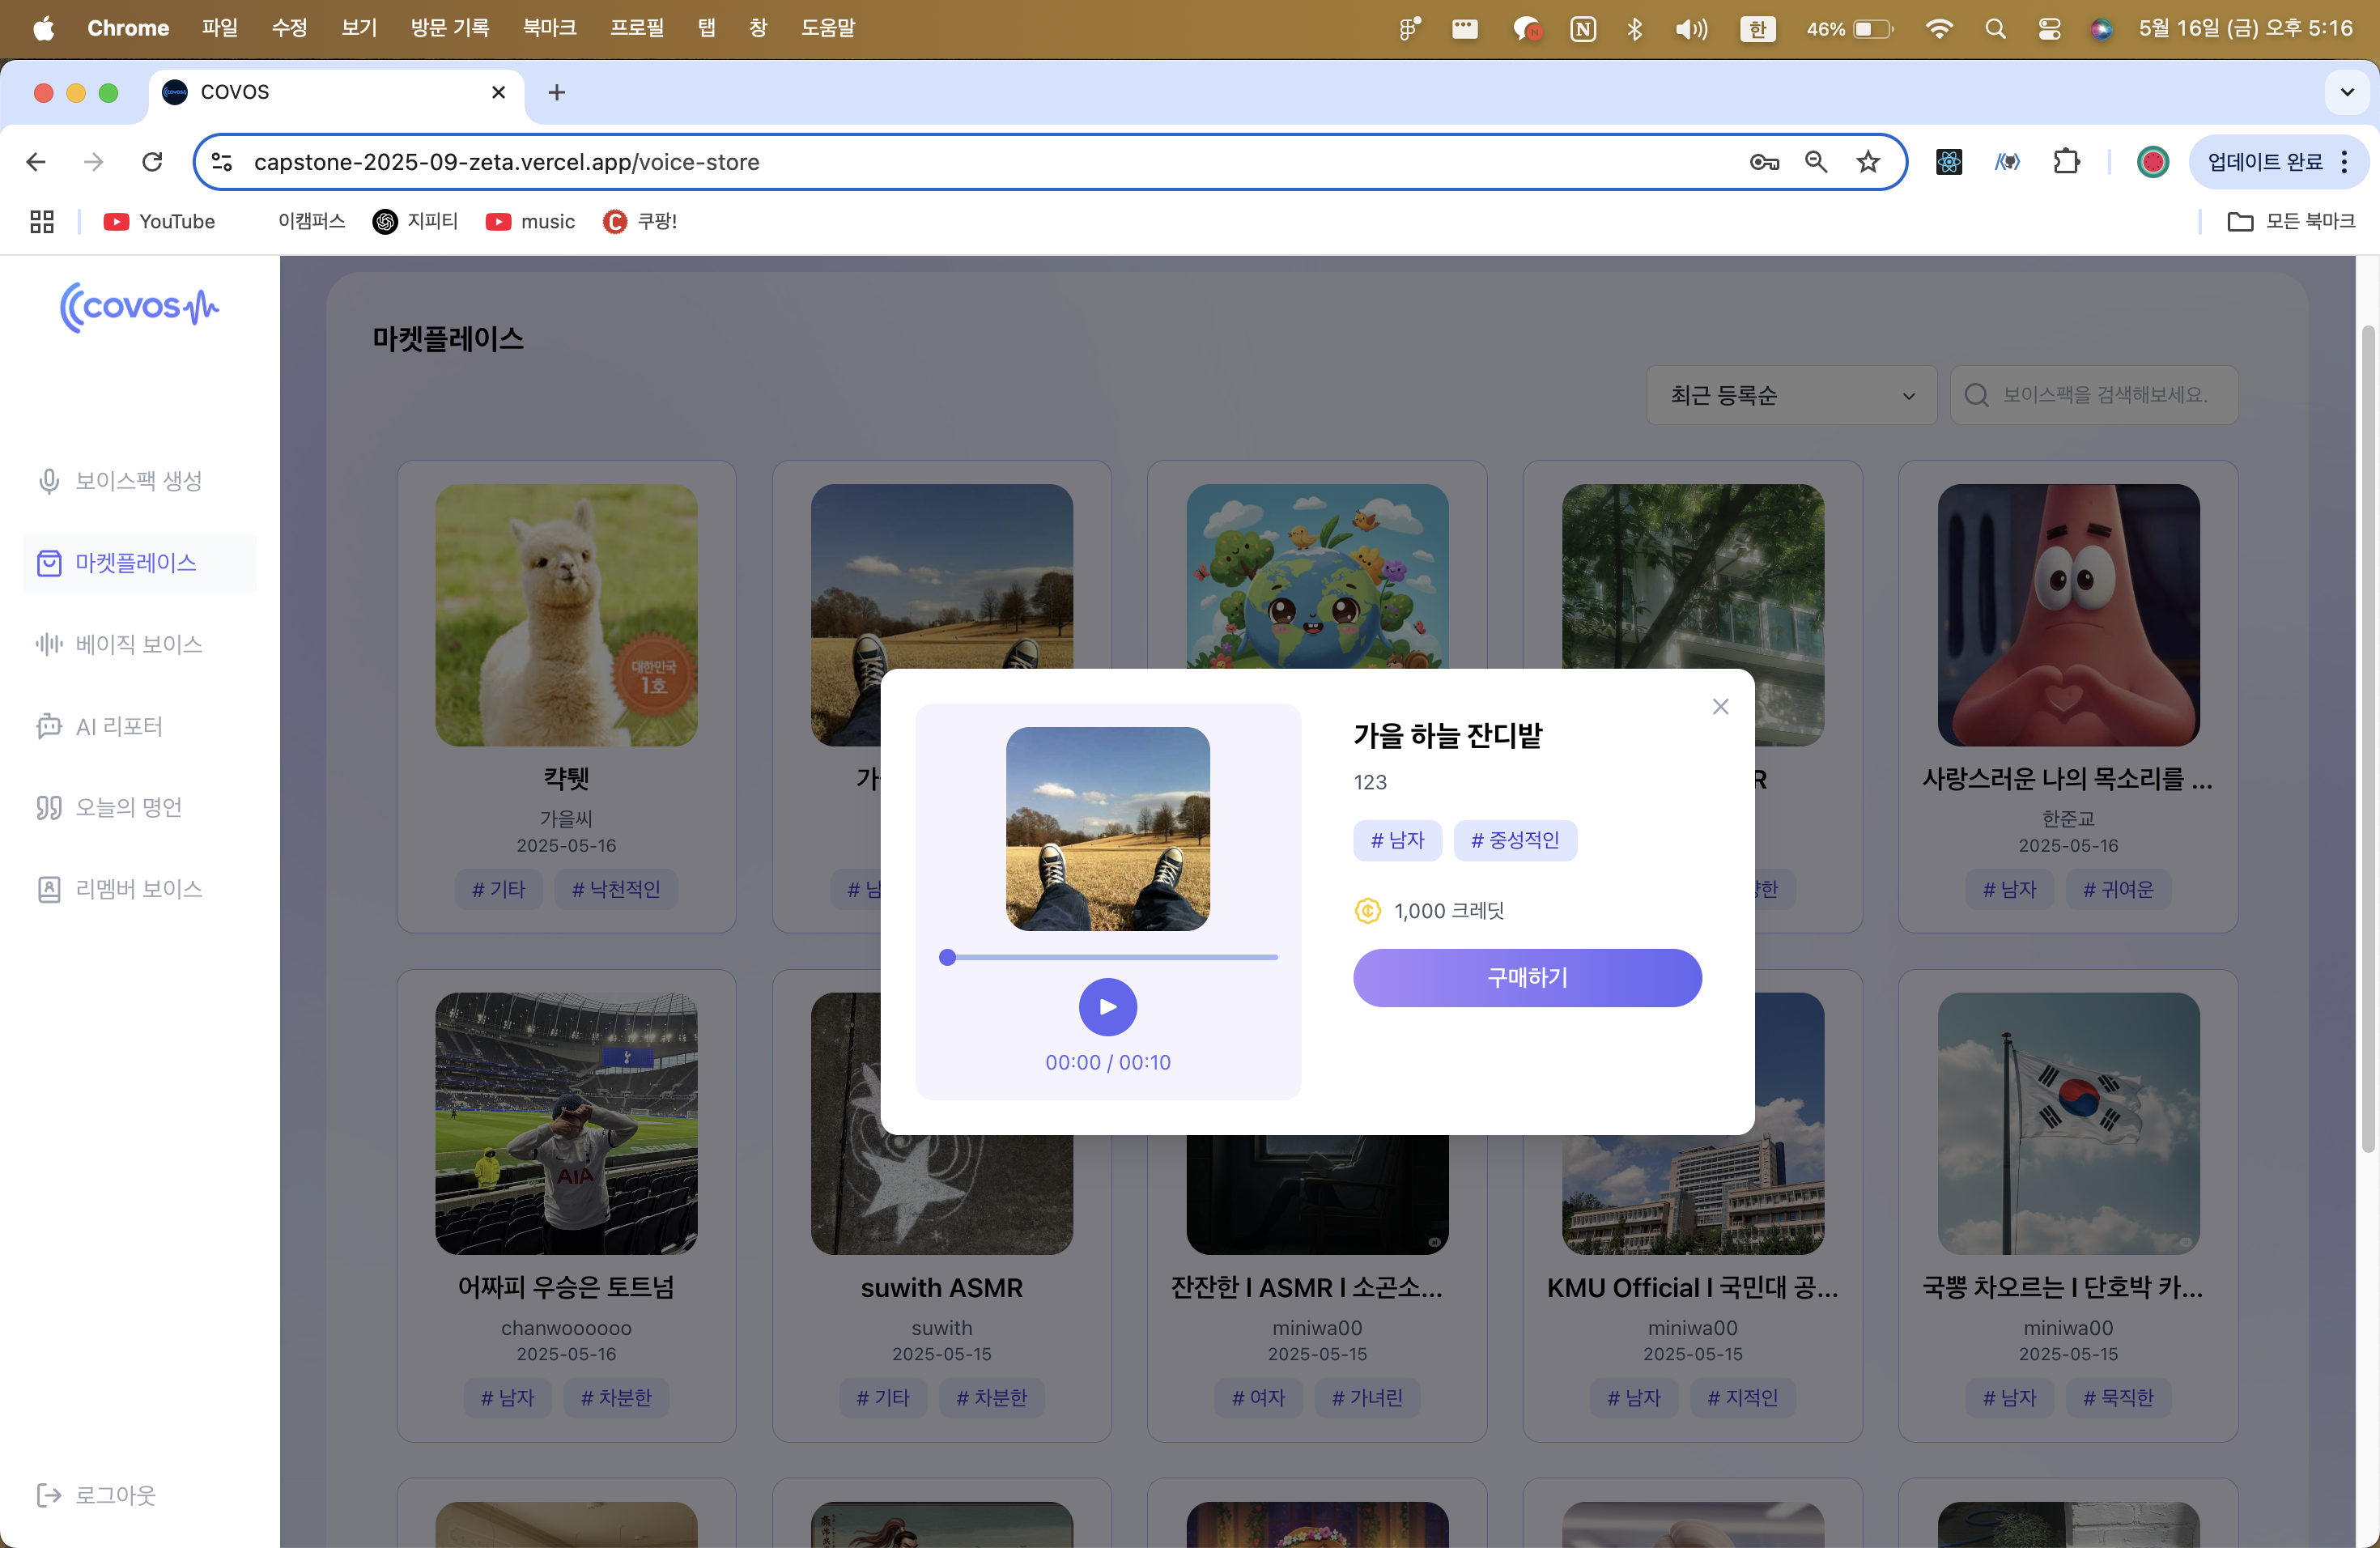 Chrome 파일 수정 보기 방문 기록 북마크 프로필 탭 창 도움말 한 46% 5월 16일 (금) 오후 5:16
COVOS
capstone-2025-09-zeta.vercel.app/voice-store 업데이트 완료
YouTube 이캠퍼스 지피티 music 쿠팡! 모든 북마크
covos
보이스팩 생성
마켓플레이스
베이직 보이스
AI 리포터
오늘의 명언
리멤버 보이스
로그아웃
마켓플레이스
최근 등록순 보이스팩을 검색해보세요.
대한민국
1호
칵퉷
가을씨
2025-05-16
# 기타 # 낙천적인
사랑스러운 나의 목소리를 ...
한준교
2025-05-16
# 남자 # 귀여운
가을 하늘 잔디밭
123
# 남자 # 중성적인
1,000 크레딧
구매하기
00:00 / 00:10
AIA
어짜피 우승은 토트넘
chanwoooooo
2025-05-16
# 남자 # 차분한
suwith ASMR
suwith
2025-05-15
# 기타 # 차분한
잔잔한 l ASMR l 소곤소...
miniwa00
2025-05-15
# 여자 # 가녀린
KMU Official l 국민대 공...
miniwa00
2025-05-15
# 남자 # 지적인
국뽕 차오르는 l 단호박 카...
miniwa00
2025-05-15
# 남자 # 묵직한